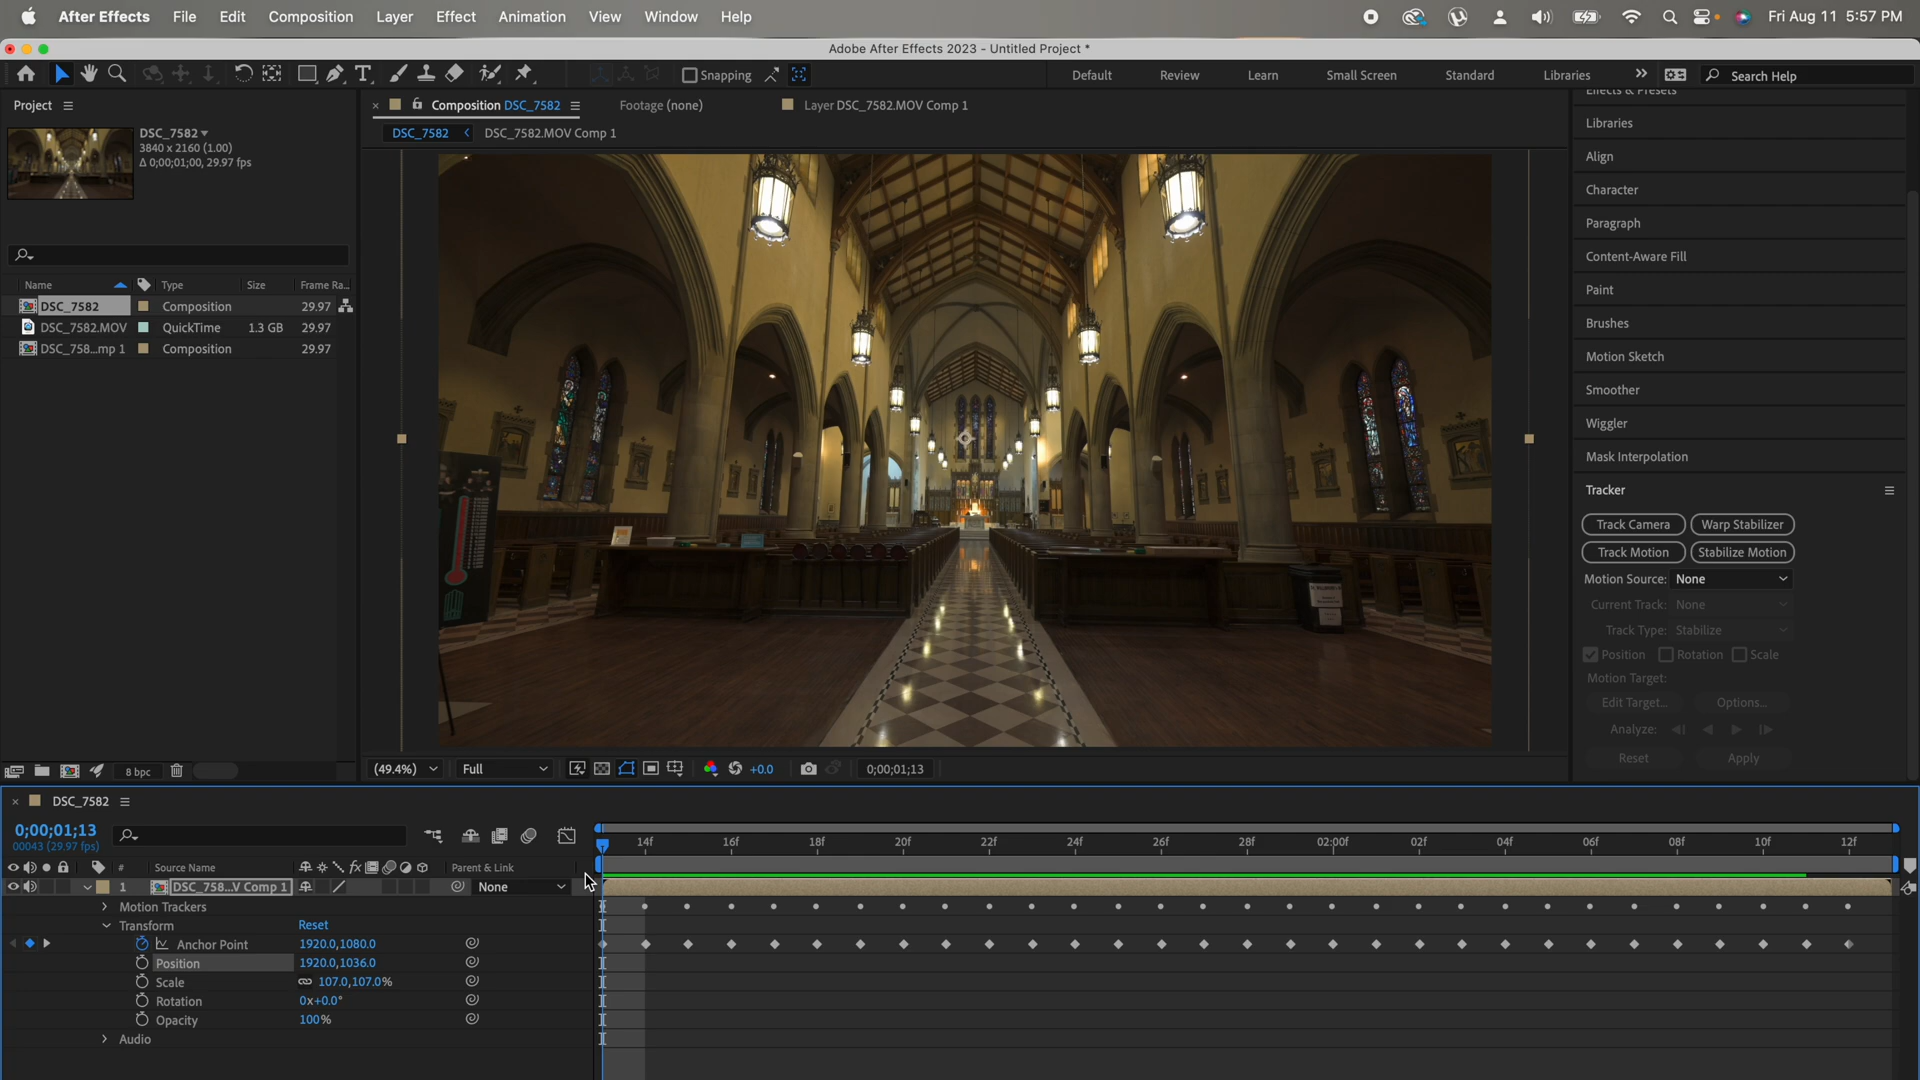 After Effects File Edit Composition Layer Effect Animation View Window Help Fri Aug 11 5:57 PM
Adobe After Effects 2023 - Untitled Project *
Snapping Default Review Learn Small Screen Standard Libraries Search Help
Project
DSC_7582
3840 x 2160 (1.00)
Δ 0;00;01;00, 29.97 fps
Name Type Size Frame Ra...
DSC_7582 Composition 29.97
DSC_7582.MOV QuickTime 1.3 GB 29.97
DSC_758...mp 1 Composition 29.97
8 bpc
Composition DSC_7582 Footage (none) Layer DSC_7582.MOV Comp 1
DSC_7582 DSC_7582.MOV Comp 1
(49.4%) Full +0.0 0;00;01;13
Effects & Presets
Libraries
Align
Character
Paragraph
Content-Aware Fill
Paint
Brushes
Motion Sketch
Smoother
Wiggler
Mask Interpolation
Tracker
Track Camera Warp Stabilizer
Track Motion Stabilize Motion
Motion Source: None
Current Track: None
Track Type: Stabilize
Position Rotation Scale
Motion Target:
Edit Target... Options...
Analyze:
Reset Apply
DSC_7582
0;00;01;13
00043 (29.97 fps)
14f 16f 18f 20f 22f 24f 26f 28f 02:00f 02f 04f 06f 08f 10f 12f
# Source Name fx Parent & Link
1 DSC_758...V Comp 1 None
Motion Trackers
Transform Reset
Anchor Point 1920.0,1080.0
Position 1920.0,1036.0
Scale 107.0,107.0%
Rotation 0x+0.0°
Opacity 100%
Audio